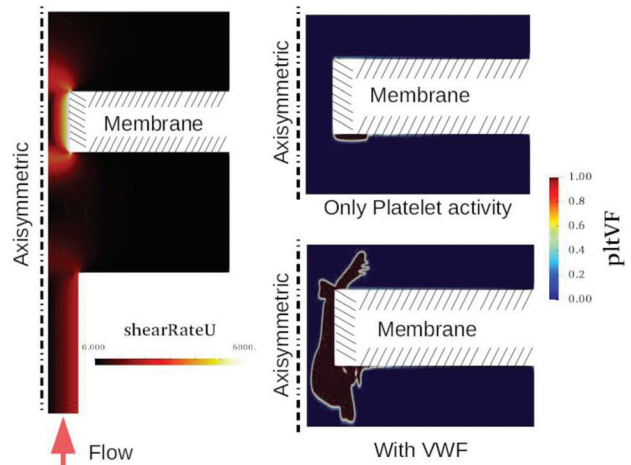 Axisymmetric
Membrane
shearRateU
0.000
6000.
Flow
Axisymmetric
Membrane
Only Platelet activity
Axisymmetric
Membrane
With VWF
1.00
0.80
0.60
0.40
0.20
0.00
pltVF